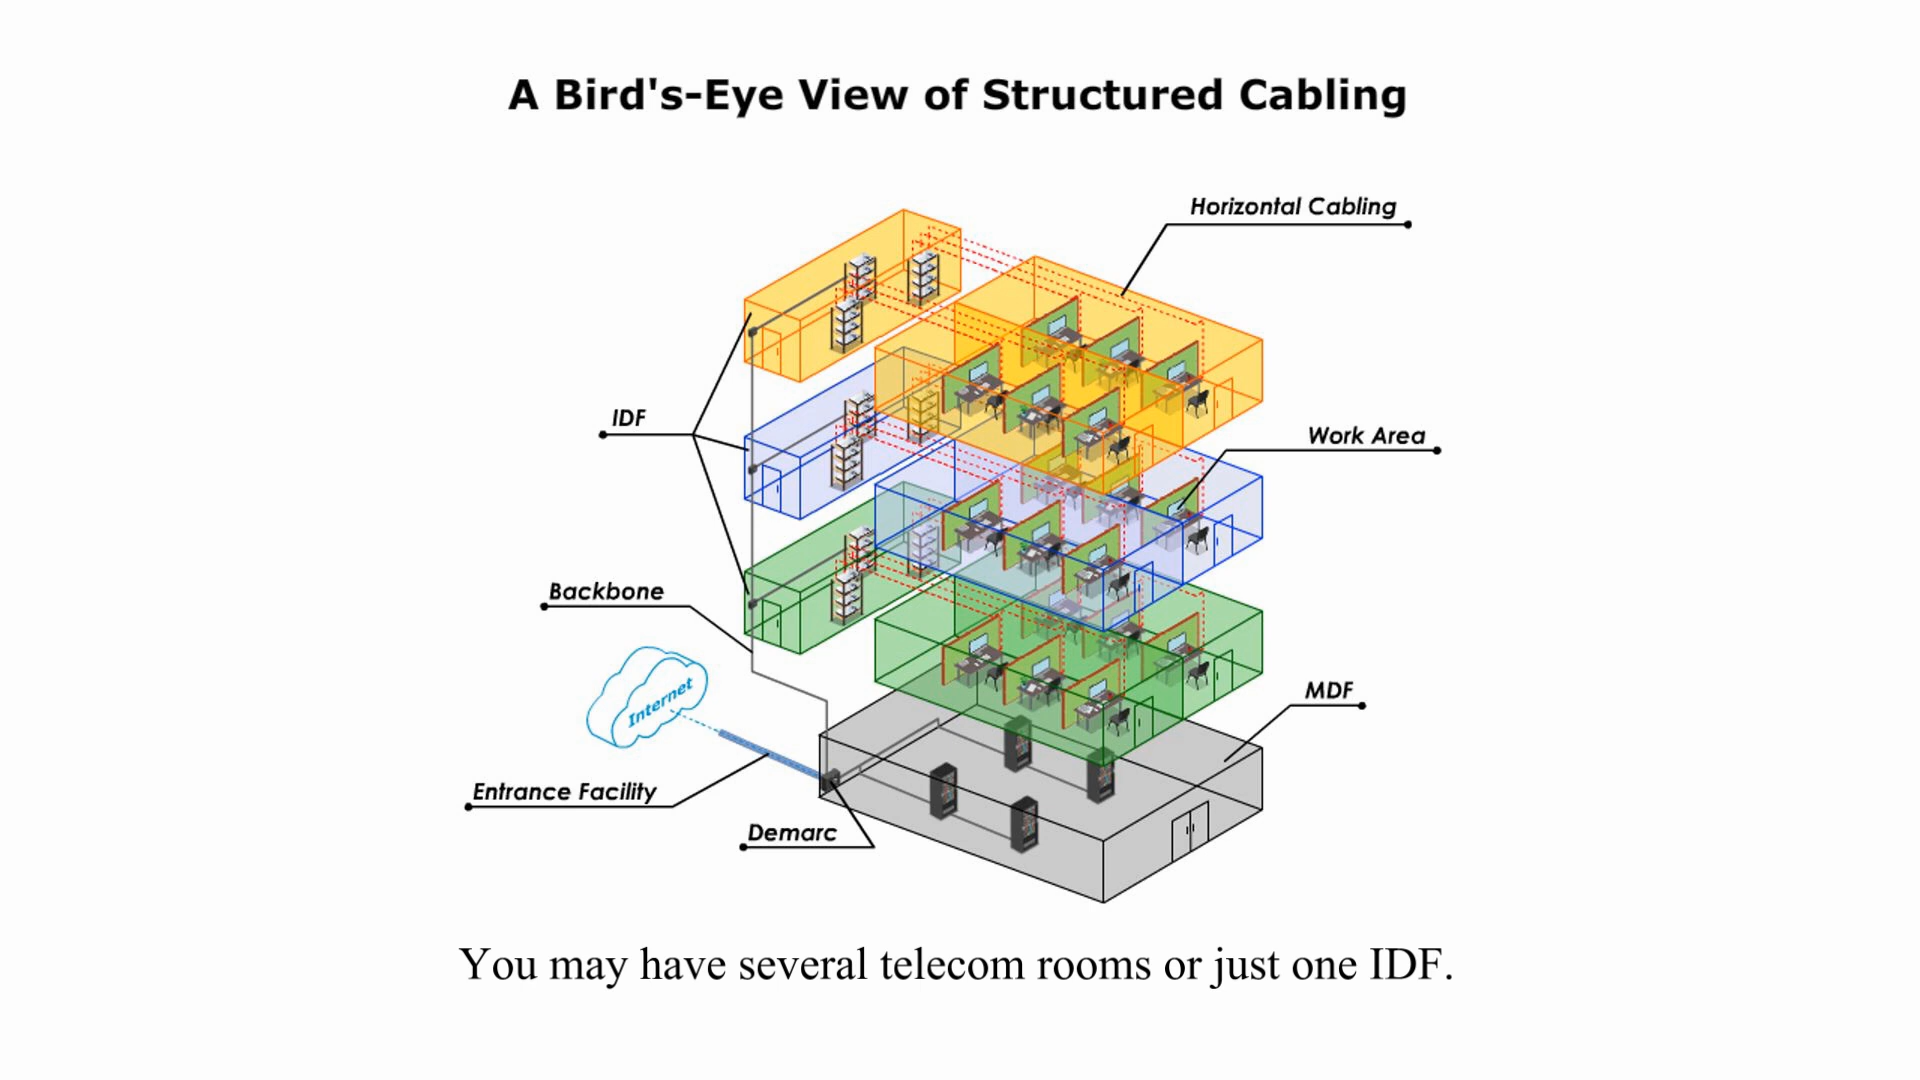 A Bird's-Eye View of Structured Cabling
Horizontal Cabling
IDF
Work Area
Backbone
Internet
MDF
Entrance Facility
Demarc
You may have several telecom rooms or just one IDF.